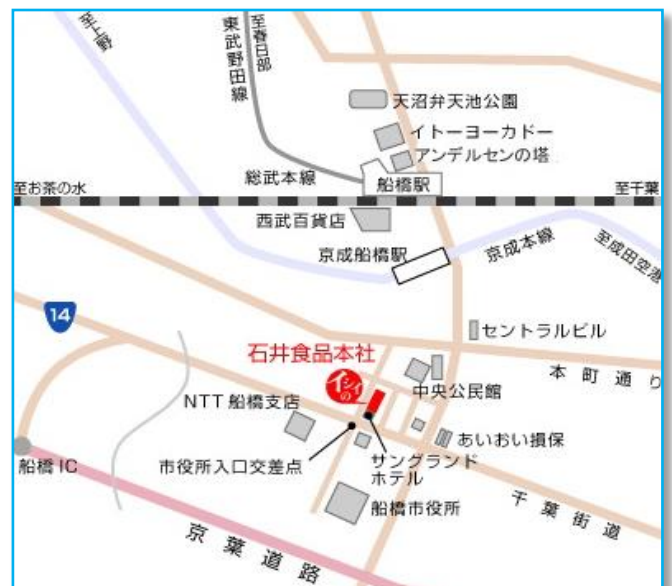 至上野
東武野田線
至春日部
天沼弁天池公園
イトーヨーカドー
アンデルセンの塔
総武本線
船橋駅
至お茶の水
至千葉
西武百貨店
京成船橋駅
京成本線
至成田空港
14
セントラルビル
石井食品本社
イシイの
本町通り
中央公民館
NTT 船橋支店
あいおい損保
市役所入口交差点
サングランド
ホテル
船橋 IC
船橋市役所
千葉街道
京葉道路